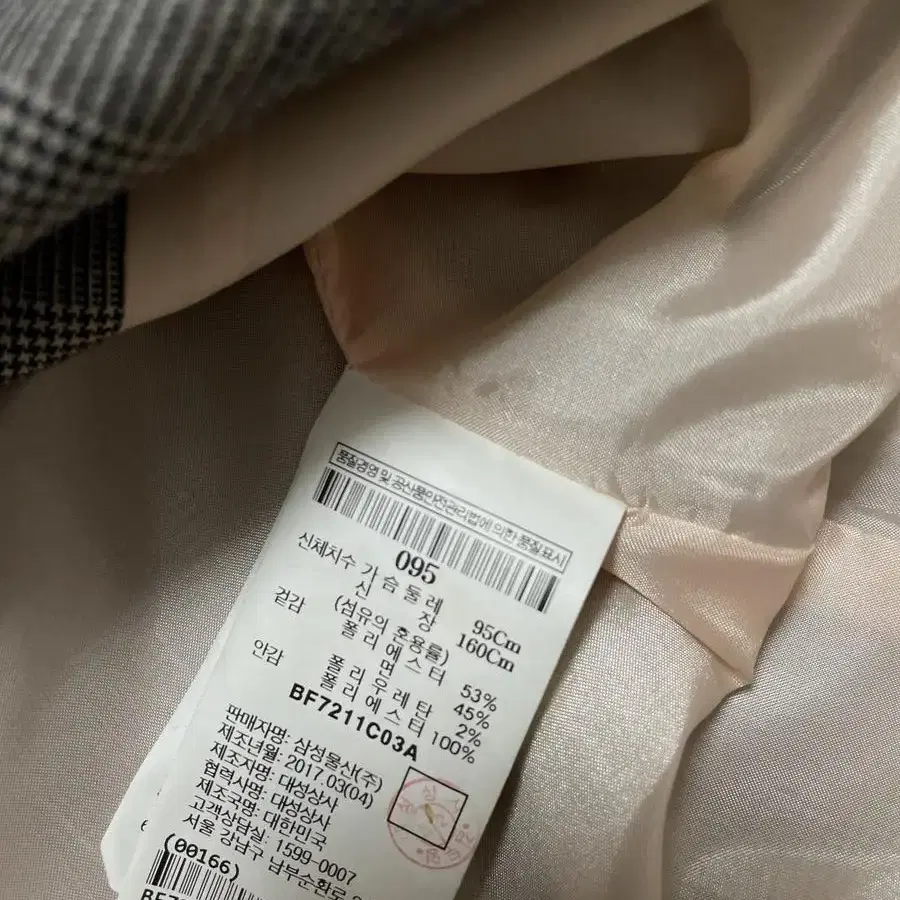 품질경영 및 공산품안전관리법에 의한 품질표시
095
신체치수 가 슴 둘 레 95Cm
신 장 160Cm
겉감 (섬유의 혼용률)
폴 리 에 스 터 53%
면 45%
폴 리 우 레 탄 2%
안감 폴 리 에 스 터 100%
BF7211C03A
판매자명: 삼성물산(주)
제조년월: 2017.03(04)
제조자명: 대성상사
협력사명: 대성상사
제조국명: 대한민국
고객상담실: 1599-0007
서울 강남구 남부순환로
(00166)